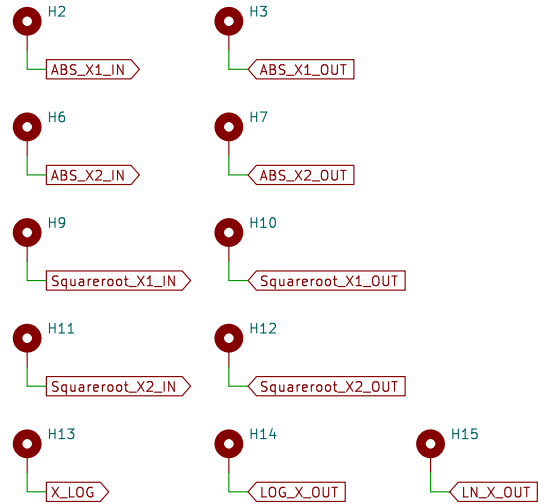 H2 H3
ABS_X1_IN ABS_X1_OUT
H6 H7
ABS_X2_IN ABS_X2_OUT
H9 H10
Squareroot_X1_IN Squareroot_X1_OUT
H11 H12
Squareroot_X2_IN Squareroot_X2_OUT
H13 H14 H15
X_LOG LOG_X_OUT LN_X_OUT